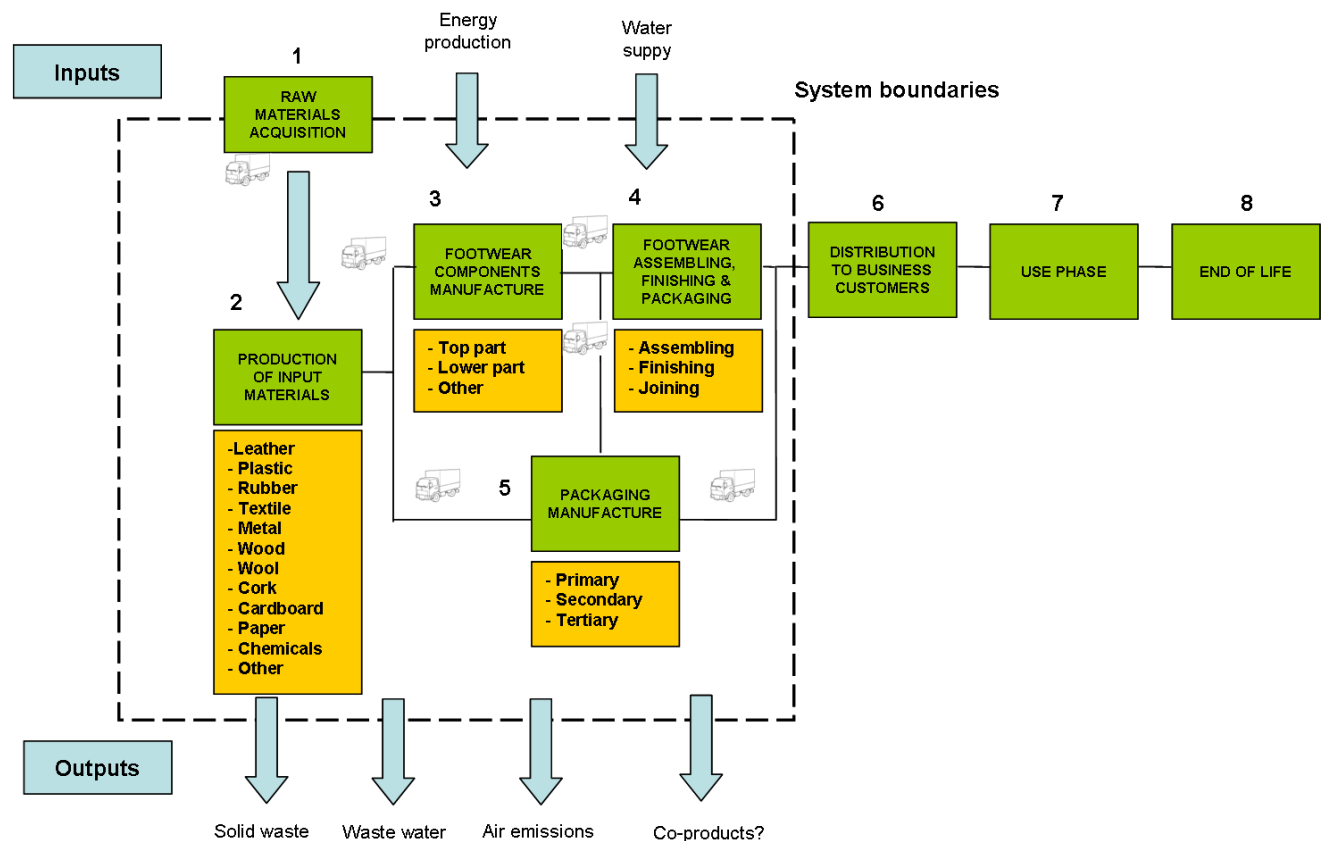 Inputs
1
RAW
MATERIALS
ACQUISITION
Energy
production
Water
suppy
System boundaries
2
PRODUCTION
OF INPUT
MATERIALS
-Leather
- Plastic
- Rubber
- Textile
- Metal
- Wood
- Wool
- Cork
- Cardboard
- Paper
- Chemicals
- Other
3
FOOTWEAR
COMPONENTS
MANUFACTURE
- Top part
- Lower part
- Other
4
FOOTWEAR
ASSEMBLING,
FINISHING &
PACKAGING
- Assembling
- Finishing
- Joining
5
PACKAGING
MANUFACTURE
- Primary
- Secondary
- Tertiary
6
DISTRIBUTION
TO BUSINESS
CUSTOMERS
7
USE PHASE
8
END OF LIFE
Outputs
Solid waste
Waste water
Air emissions
Co-products?